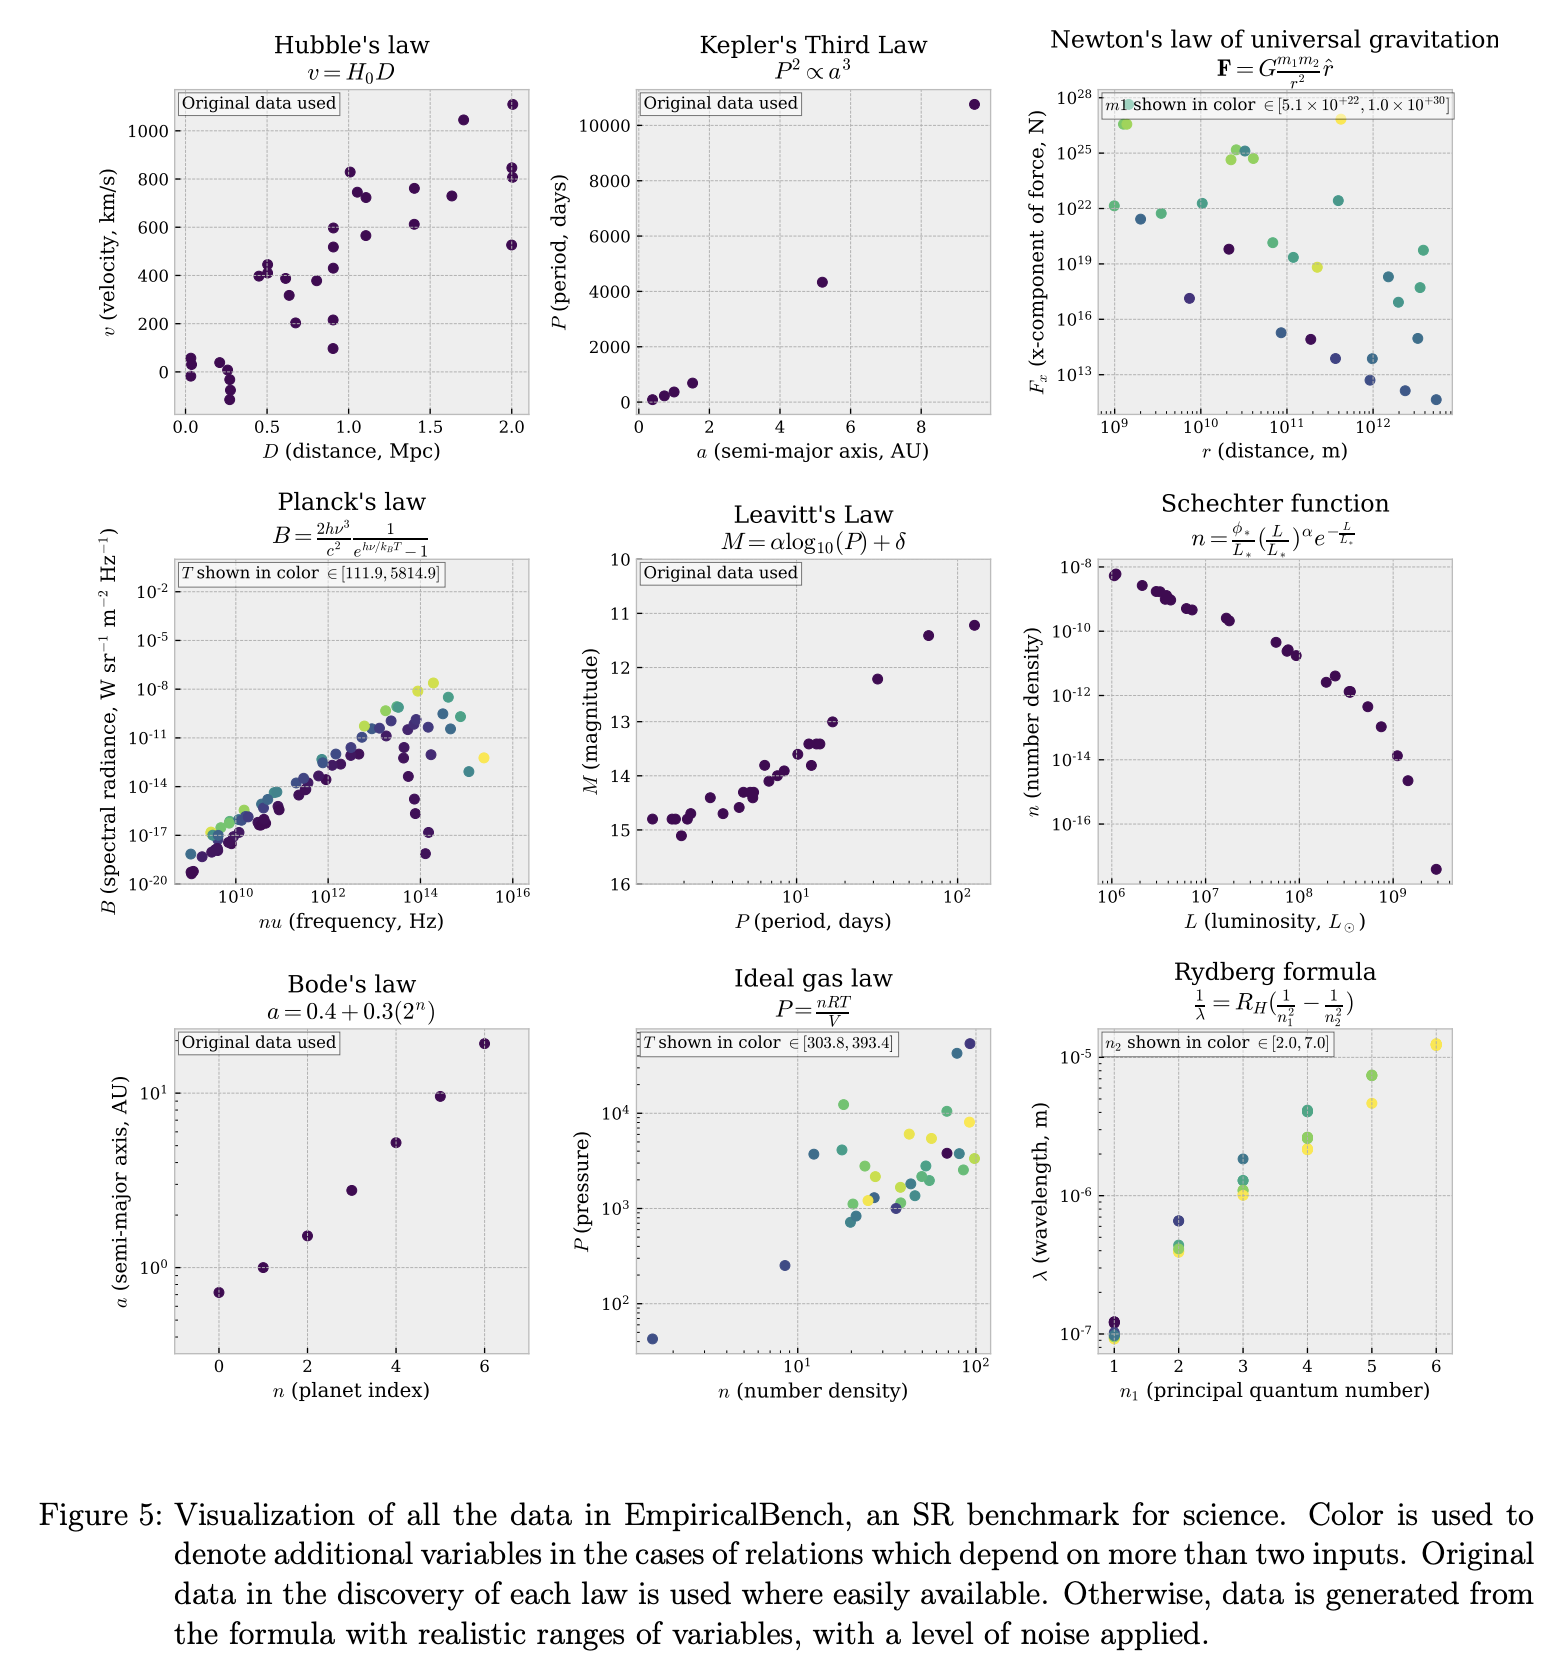 Hubble's law
v = H₀D
Original data used
1000
800
600
400
200
0
v (velocity, km/s)
0.0 0.5 1.0 1.5 2.0
D (distance, Mpc)
Kepler's Third Law
P² ∝ a³
Original data used
10000
8000
6000
4000
2000
0
P (period, days)
0 2 4 6 8
a (semi-major axis, AU)
Newton's law of universal gravitation
F = G m₁m₂/r² r̂
m1 shown in color ∈ [5.1 × 10⁺²², 1.0 × 10⁺³⁰]
10²⁸
10²⁵
10²²
10¹⁹
10¹⁶
10¹³
Fₓ (x-component of force, N)
10⁹ 10¹⁰ 10¹¹ 10¹²
r (distance, m)
Planck's law
B = 2hν³/c² 1/(e^(hν/k_BT) − 1)
T shown in color ∈ [111.9, 5814.9]
10⁻²
10⁻⁵
10⁻⁸
10⁻¹¹
10⁻¹⁴
10⁻¹⁷
10⁻²⁰
B (spectral radiance, W sr⁻¹ m⁻² Hz⁻¹)
10¹⁰ 10¹² 10¹⁴ 10¹⁶
nu (frequency, Hz)
Leavitt's Law
M = αlog₁₀(P) + δ
Original data used
10
11
12
13
14
15
16
M (magnitude)
10¹ 10²
P (period, days)
Schechter function
n = ϕ*/L* (L/L*)^α e^(−L/L*)
10⁻⁸
10⁻¹⁰
10⁻¹²
10⁻¹⁴
10⁻¹⁶
n (number density)
10⁶ 10⁷ 10⁸ 10⁹
L (luminosity, L☉)
Bode's law
a = 0.4 + 0.3(2ⁿ)
Original data used
10¹
10⁰
a (semi-major axis, AU)
0 2 4 6
n (planet index)
Ideal gas law
P = nRT/V
T shown in color ∈ [303.8, 393.4]
10⁴
10³
10²
P (pressure)
10¹ 10²
n (number density)
Rydberg formula
1/λ = R_H(1/n₁² − 1/n₂²)
n₂ shown in color ∈ [2.0, 7.0]
10⁻⁵
10⁻⁶
10⁻⁷
λ (wavelength, m)
1 2 3 4 5 6
n₁ (principal quantum number)
Figure 5: Visualization of all the data in EmpiricalBench, an SR benchmark for science. Color is used to
denote additional variables in the cases of relations which depend on more than two inputs. Original
data in the discovery of each law is used where easily available. Otherwise, data is generated from
the formula with realistic ranges of variables, with a level of noise applied.